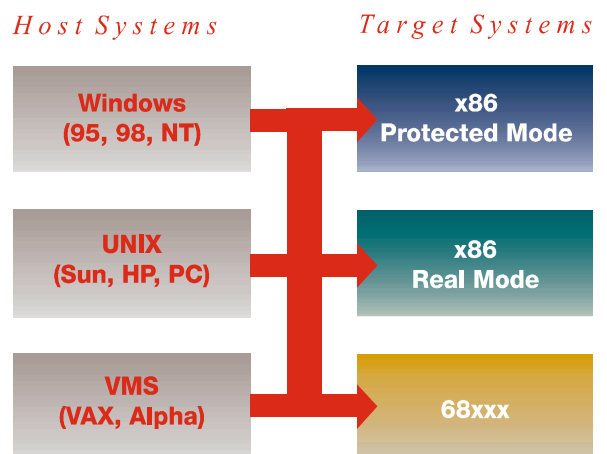 Host Systems
Target Systems
Windows
(95, 98, NT)
x86
Protected Mode
UNIX
(Sun, HP, PC)
x86
Real Mode
VMS
(VAX, Alpha)
68xxx